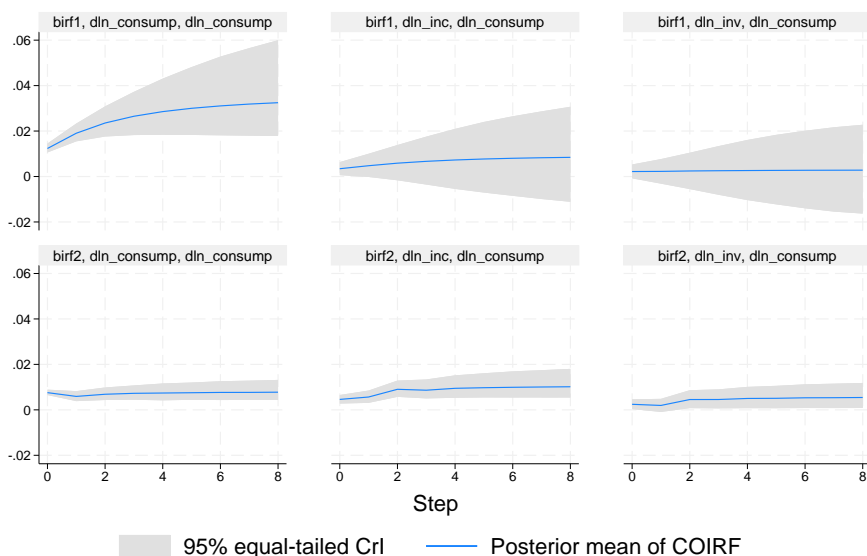 birf1, dln_consump, dln_consump
birf1, dln_inc, dln_consump
birf1, dln_inv, dln_consump
.06
.04
.02
0
-.02
birf2, dln_consump, dln_consump
birf2, dln_inc, dln_consump
birf2, dln_inv, dln_consump
.06
.04
.02
0
-.02
0 2 4 6 8
0 2 4 6 8
0 2 4 6 8
Step
95% equal-tailed CrI
Posterior mean of COIRF